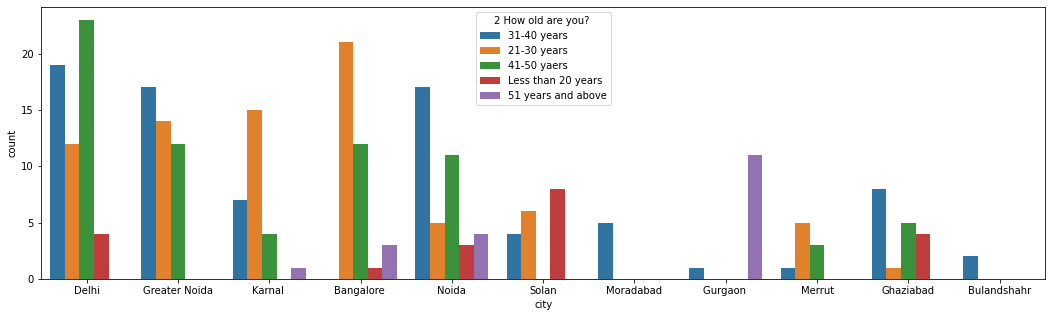 2 How old are you?
31-40 years
21-30 years
41-50 yaers
Less than 20 years
51 years and above
count
20
15
10
5
0
Delhi Greater Noida Karnal Bangalore Noida Solan Moradabad Gurgaon Merrut Ghaziabad Bulandshahr
city